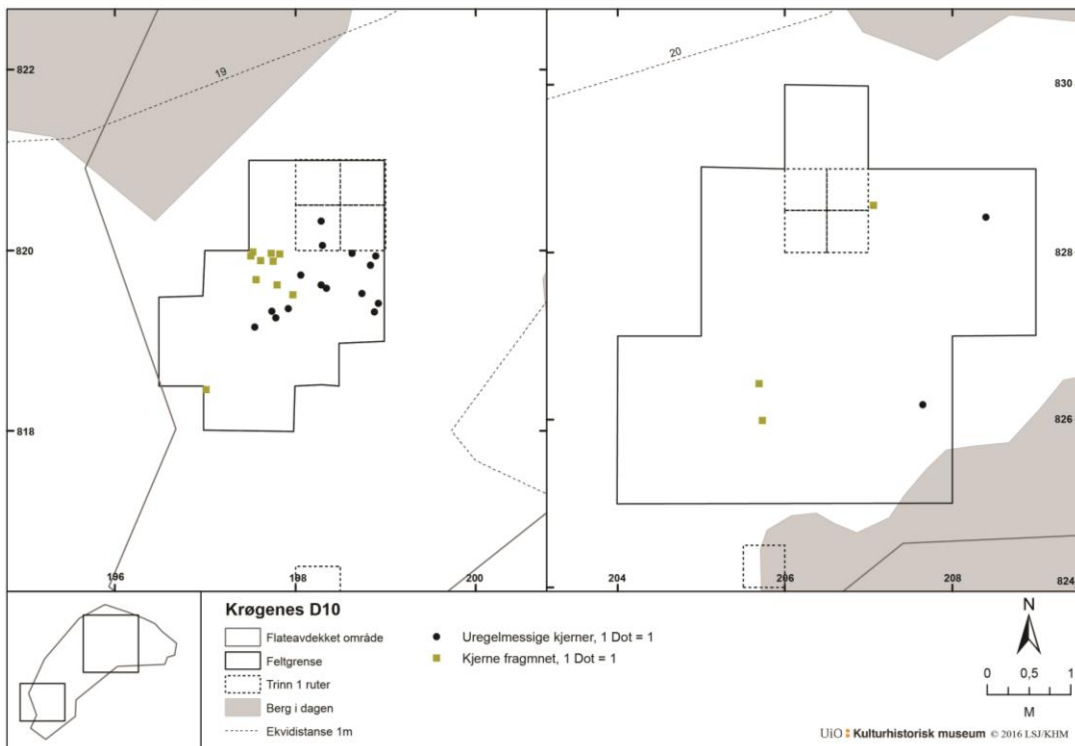 822
19
820
818
196
198
200
20
830
828
826
824
204
206
208
Krøgenes D10
Flateavdekket område
Feltgrense
Trinn 1 ruter
Berg i dagen
Ekvidistanse 1m
Uregelmessige kjerner, 1 Dot = 1
Kjerne fragmnet, 1 Dot = 1
N
0 0,5 1
M
UiO Kulturhistorisk museum © 2016 LSJ/KHM